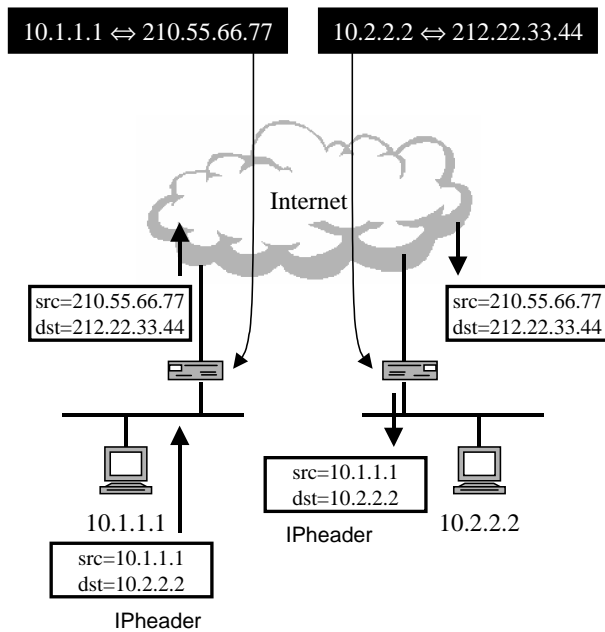 10.1.1.1 ⇔ 210.55.66.77
10.2.2.2 ⇔ 212.22.33.44
Internet
src=210.55.66.77
dst=212.22.33.44
src=210.55.66.77
dst=212.22.33.44
src=10.1.1.1
dst=10.2.2.2
IPheader
10.1.1.1
10.2.2.2
src=10.1.1.1
dst=10.2.2.2
IPheader